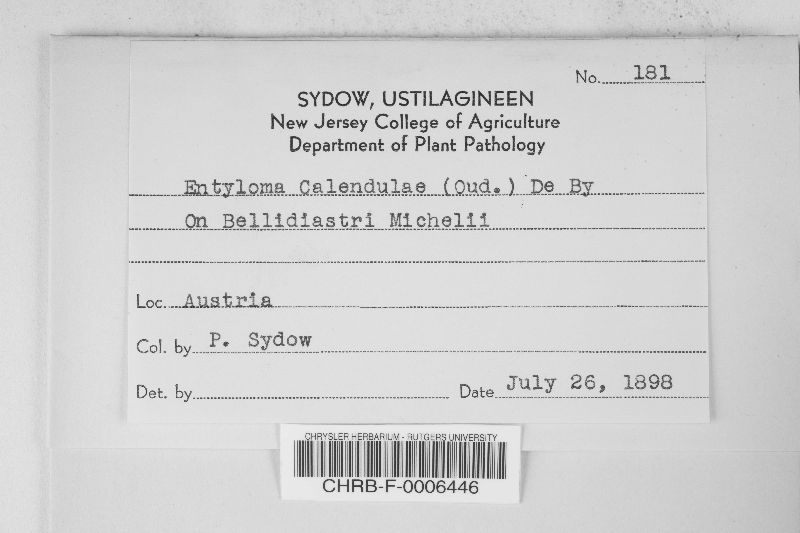 No. 181
SYDOW, USTILAGINEEN
New Jersey College of Agriculture
Department of Plant Pathology
Entyloma Calendulae (Oud.) De By
On Bellidiastri Michelii
Loc. Austria
Col. by P. Sydow
Det. by Date July 26, 1898
CHRYSLER HERBARIUM - RUTGERS UNIVERSITY
CHRB-F-0006446